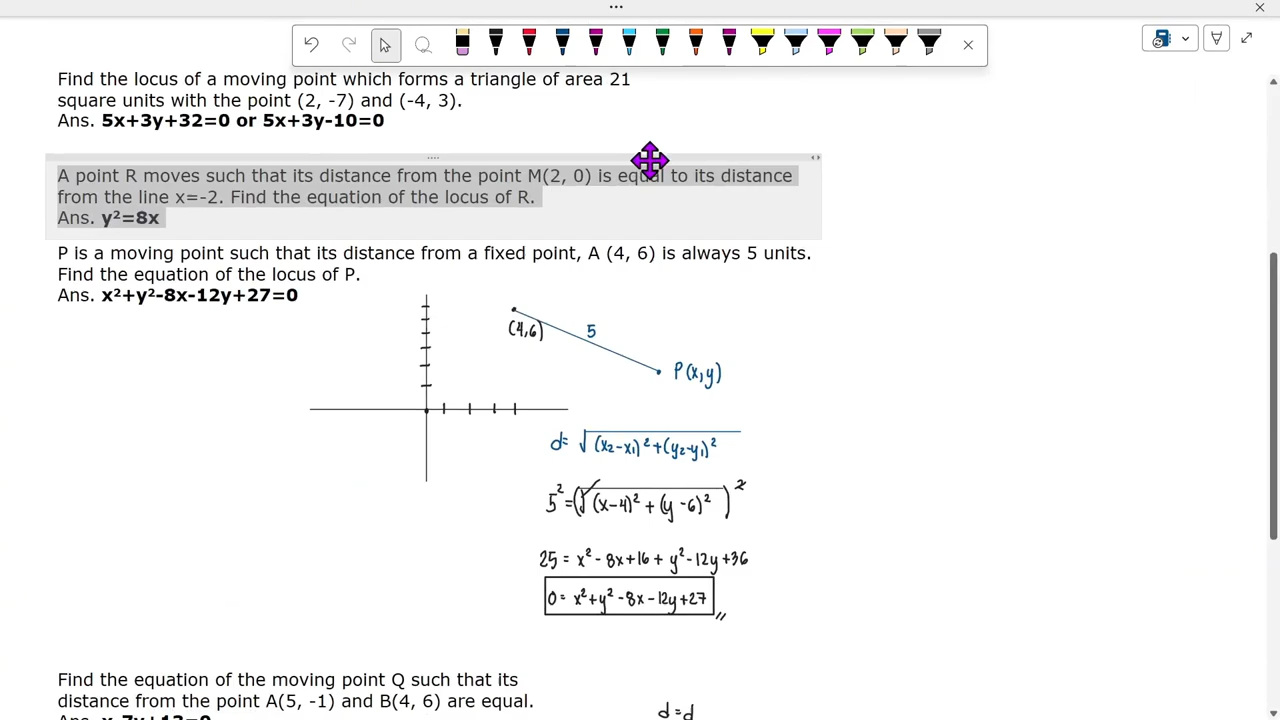 Find the locus of a moving point which forms a triangle of area 21
square units with the point (2, -7) and (-4, 3).
Ans. 5x+3y+32=0 or 5x+3y-10=0
A point R moves such that its distance from the point M(2, 0) is equal to its distance
from the line x=-2. Find the equation of the locus of R.
Ans. y²=8x
P is a moving point such that its distance from a fixed point, A (4, 6) is always 5 units.
Find the equation of the locus of P.
Ans. x²+y²-8x-12y+27=0
(4,6)
5
P(x,y)
d= √(x₂-x₁)²+(y₂-y₁)²
5²=(√(x-4)²+(y-6)²)²
25 = x²-8x+16+y²-12y+36
0= x²+y²-8x-12y+27
Find the equation of the moving point Q such that its
distance from the point A(5, -1) and B(4, 6) are equal.
d=d